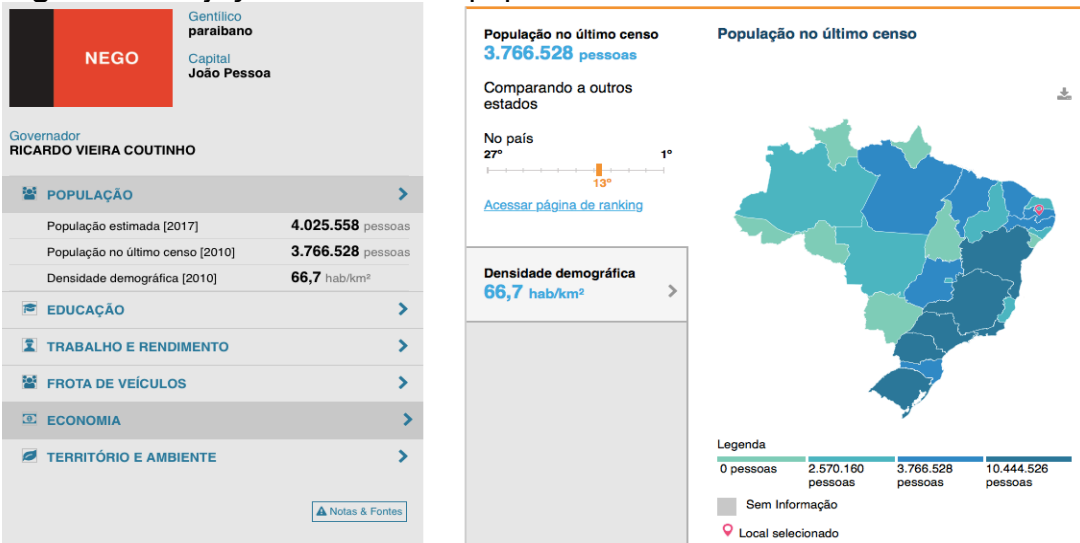 Gentílico
paraibano
NEGO
Capital
João Pessoa
Governador
RICARDO VIEIRA COUTINHO
POPULAÇÃO
População estimada [2017] 4.025.558 pessoas
População no último censo [2010] 3.766.528 pessoas
Densidade demográfica [2010] 66,7 hab/km²
EDUCAÇÃO
TRABALHO E RENDIMENTO
FROTA DE VEÍCULOS
ECONOMIA
TERRITÓRIO E AMBIENTE
Notas & Fontes
População no último censo
3.766.528 pessoas
Comparando a outros
estados
No país
27º 1º
13º
Acessar página de ranking
Densidade demográfica
66,7 hab/km²
População no último censo
Legenda
0 pessoas 2.570.160 pessoas 3.766.528 pessoas 10.444.526 pessoas
Sem Informação
Local selecionado